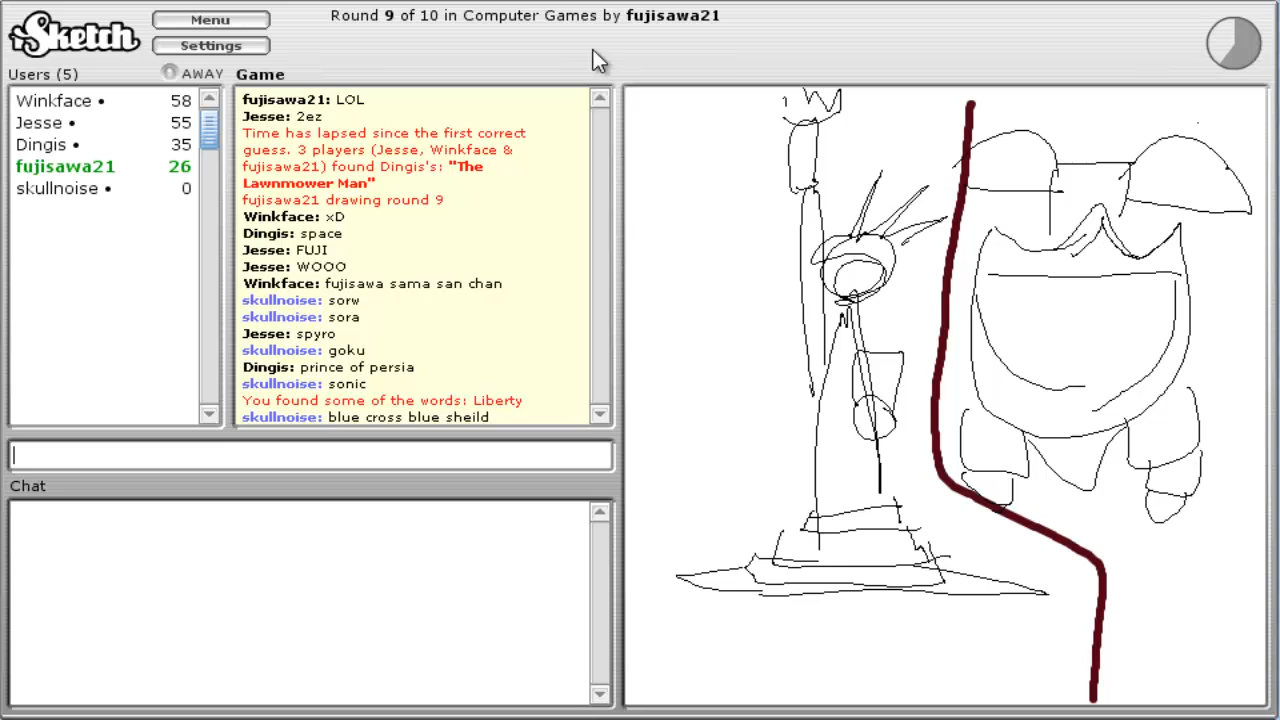 iSketch
Menu
Settings
Round 9 of 10 in Computer Games by fujisawa21
Users (5)
AWAY
Game
Winkface • 58
Jesse • 55
Dingis • 35
fujisawa21 26
skullnoise • 0
fujisawa21: LOL
Jesse: 2ez
Time has lapsed since the first correct
guess. 3 players (Jesse, Winkface &
fujisawa21) found Dingis's: "The
Lawnmower Man"
fujisawa21 drawing round 9
Winkface: xD
Dingis: space
Jesse: FUJI
Jesse: WOOO
Winkface: fujisawa sama san chan
skullnoise: sorw
skullnoise: sora
Jesse: spyro
skullnoise: goku
Dingis: prince of persia
skullnoise: sonic
You found some of the words: Liberty
skullnoise: blue cross blue sheild
Chat